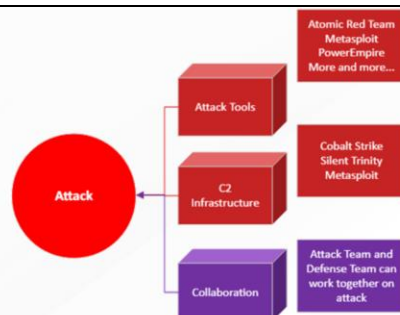 Atomic Red Team
Metasploit
PowerEmpire
More and more...
Attack Tools
Cobalt Strike
Silent Trinity
Metasploit
C2
Infrastructure
Attack
Attack Team and
Defense Team can
work together on
attack
Collaboration